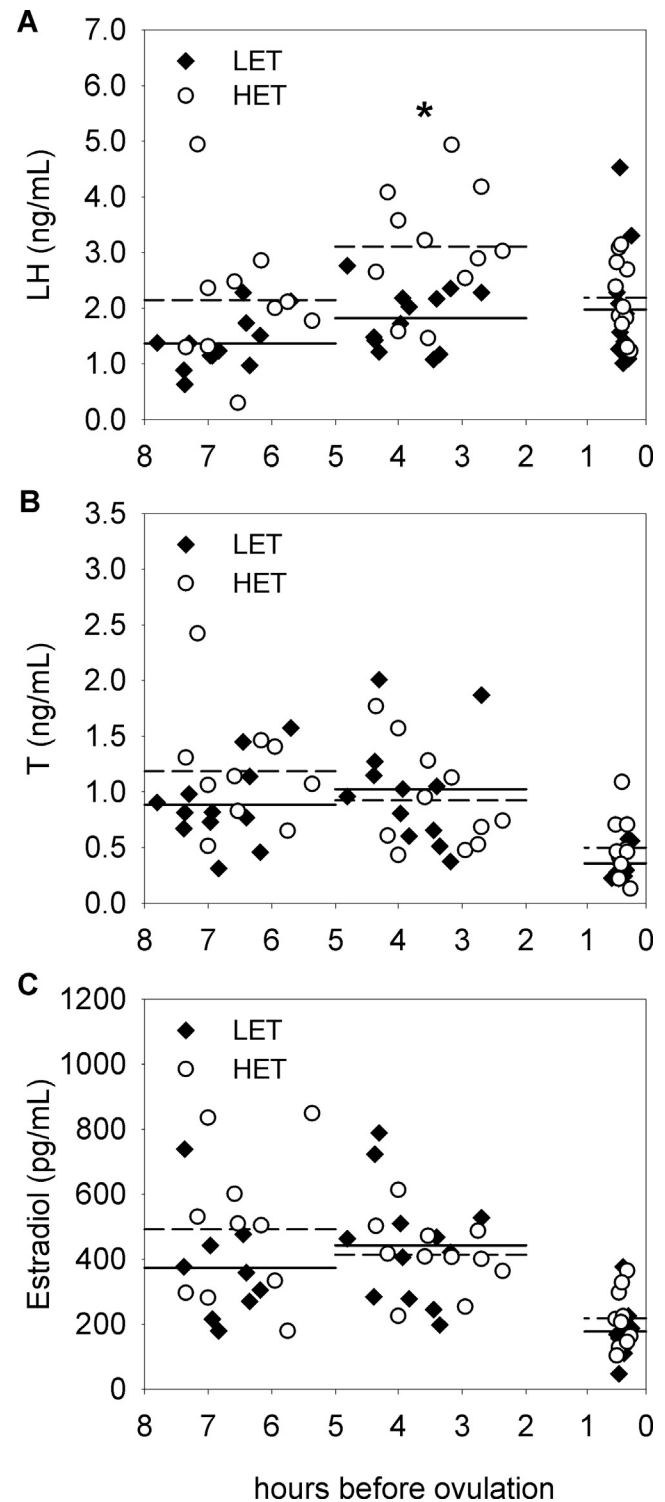 A
7.0
6.0
5.0
4.0
3.0
2.0
1.0
0.0
LH (ng/mL)
LET
HET
*
8 7 6 5 4 3 2 1 0
B
3.5
3.0
2.5
2.0
1.5
1.0
0.5
0.0
T (ng/mL)
LET
HET
8 7 6 5 4 3 2 1 0
C
1200
1000
800
600
400
200
0
Estradiol (pg/mL)
LET
HET
8 7 6 5 4 3 2 1 0
hours before ovulation